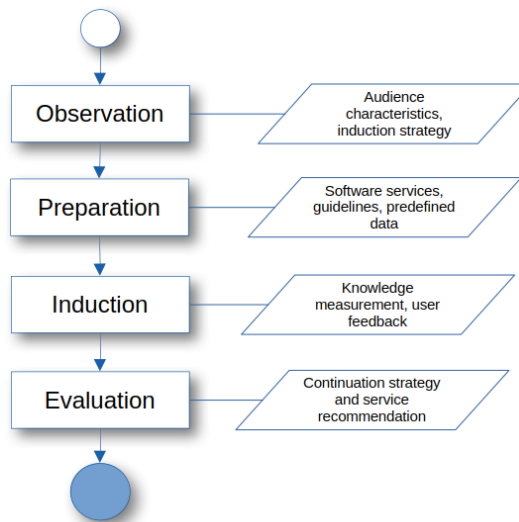 Observation
Audience
characteristics,
induction strategy
Preparation
Software services,
guidelines, predefined
data
Induction
Knowledge
measurement, user
feedback
Evaluation
Continuation strategy
and service
recommendation